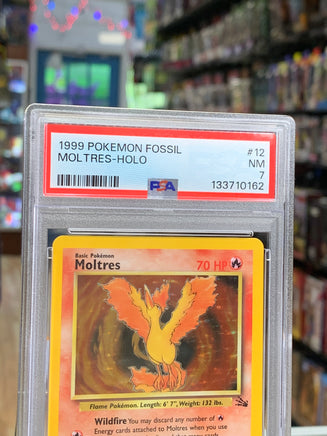 1999 POKEMON FOSSIL #12
MOLTRES-HOLO NM
7
PSA 133710162
Basic Pokémon
Moltres 70 HP
Flame Pokémon. Length: 6' 7", Weight: 132 lbs.
Wildfire You may discard any number of
Energy cards attached to Moltres when you